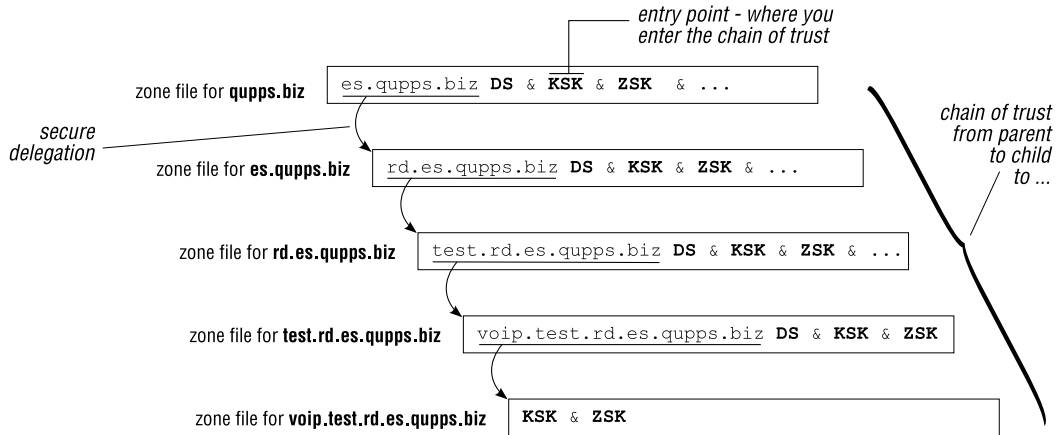 entry point - where you
enter the chain of trust
zone file for qupps.biz
es.qupps.biz DS & KSK & ZSK & ...
secure
delegation
chain of trust
from parent
to child
to ...
zone file for es.qupps.biz
rd.es.qupps.biz DS & KSK & ZSK & ...
zone file for rd.es.qupps.biz
test.rd.es.qupps.biz DS & KSK & ZSK & ...
zone file for test.rd.es.qupps.biz
voip.test.rd.es.qupps.biz DS & KSK & ZSK
zone file for voip.test.rd.es.qupps.biz
KSK & ZSK